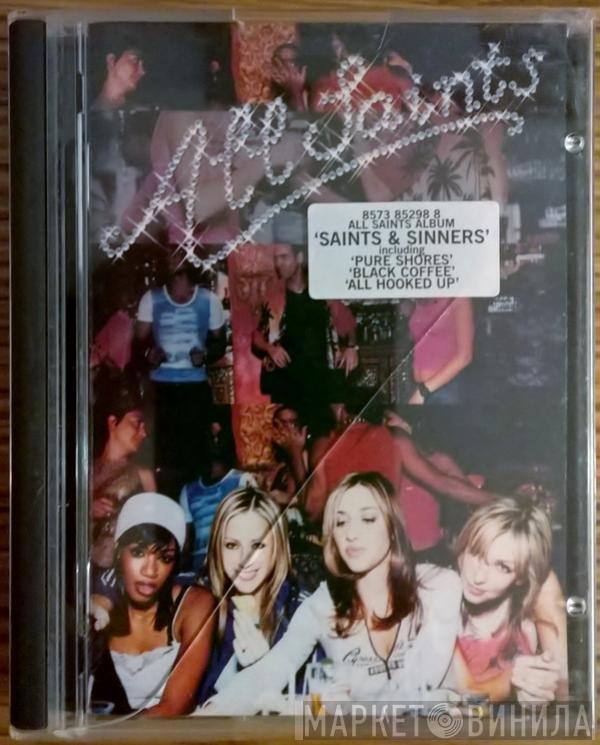 All Saints
8573 85298 8
ALL SAINTS ALBUM
'SAINTS & SINNERS'
including
'PURE SHORES'
'BLACK COFFEE'
'ALL HOOKED UP'
МАРКЕТ ВИНИЛА